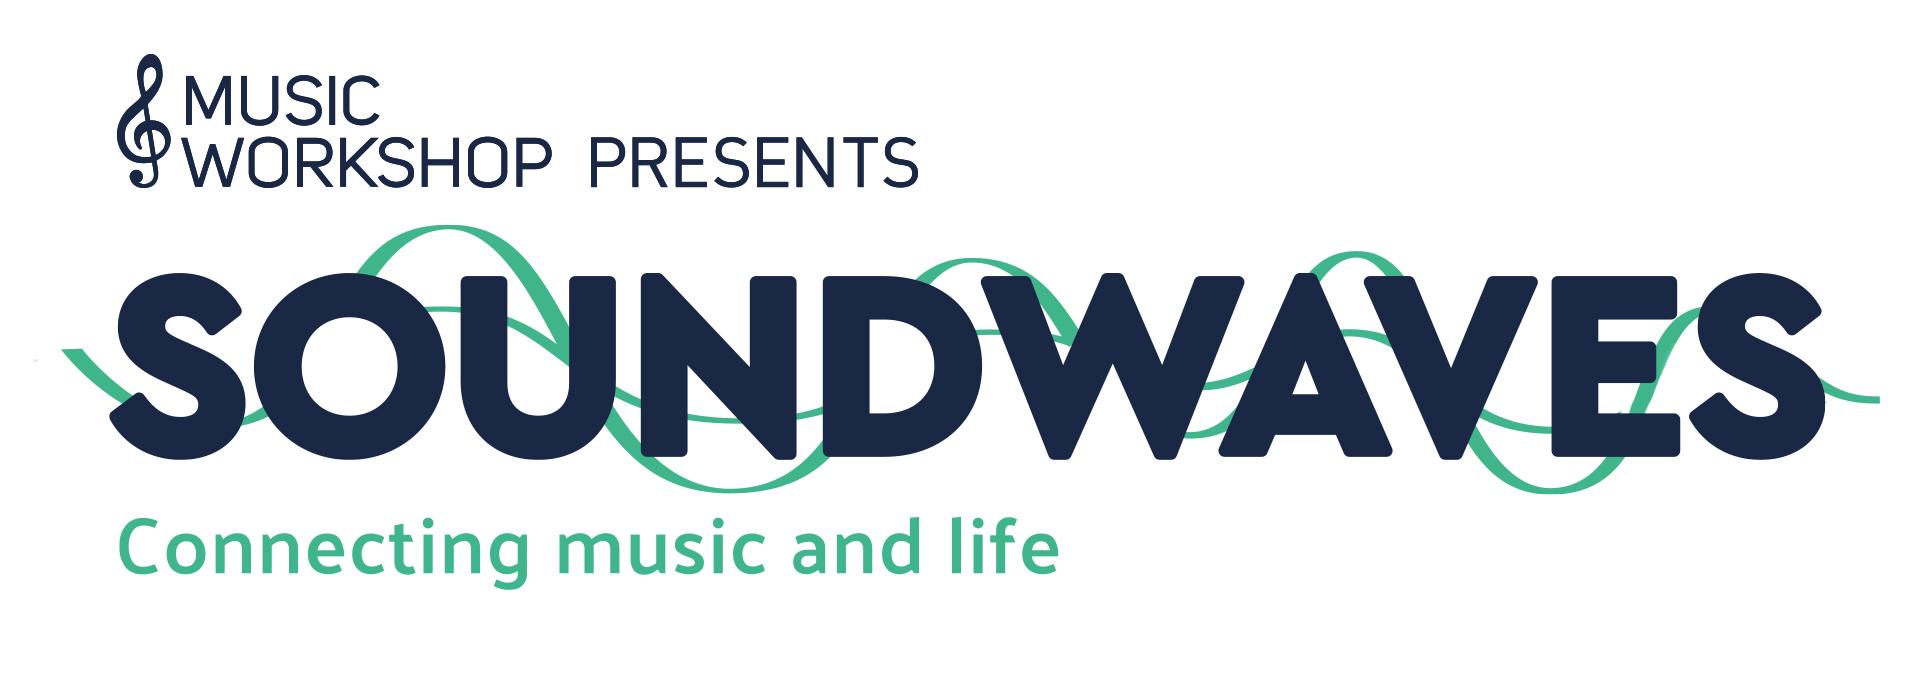 MUSIC
WORKSHOP PRESENTS
SOUNDWAVES
Connecting music and life